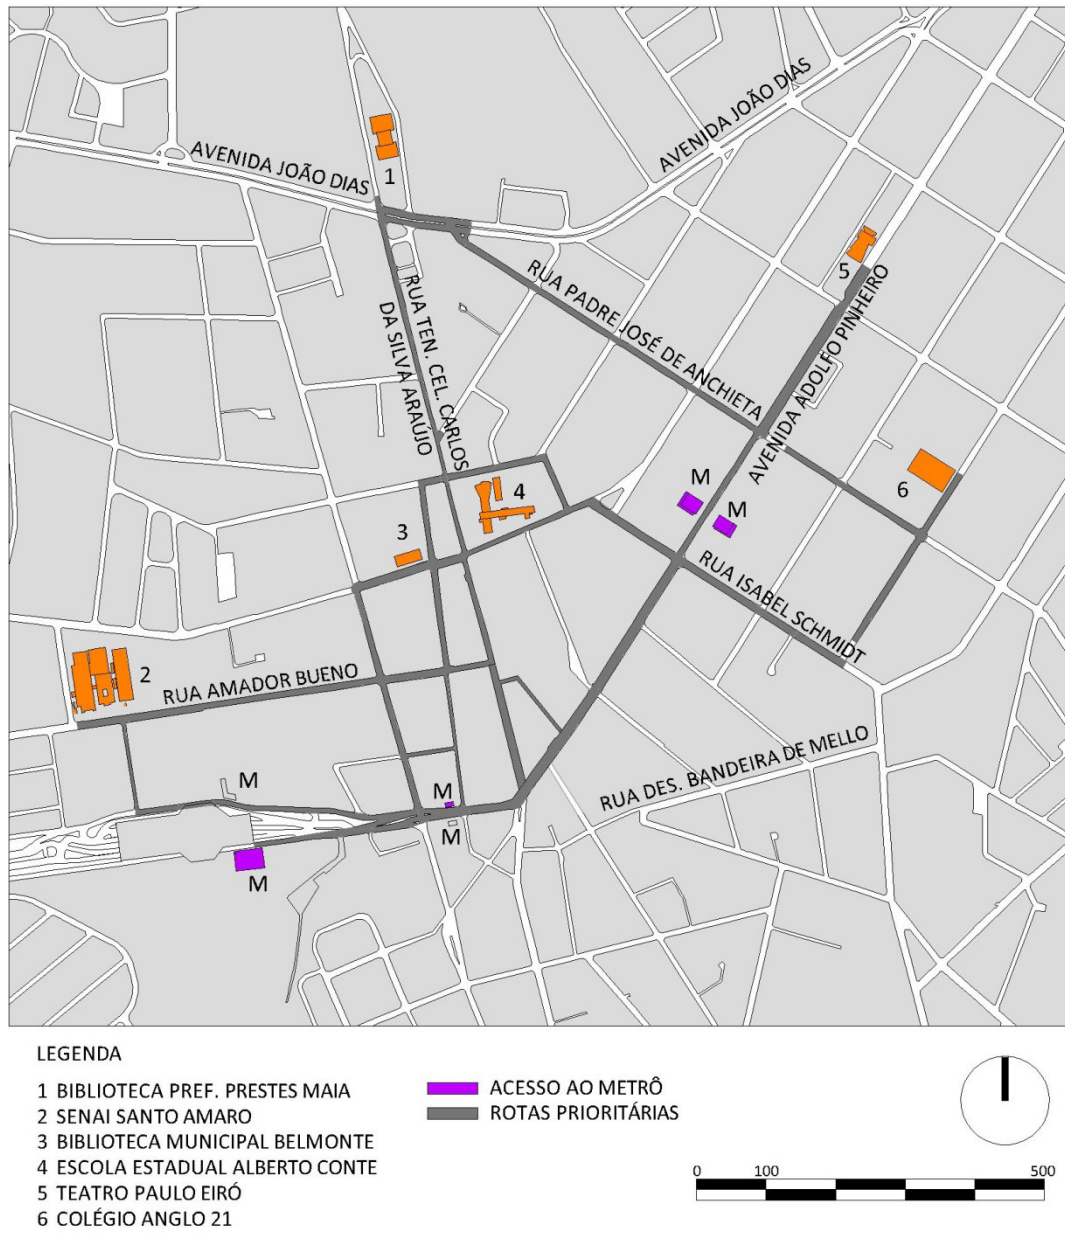 AVENIDA JOÃO DIAS
AVENIDA JOÃO DIAS
1
5
RUA PADRE JOSÉ DE ANCHIETA
AVENIDA ADOLFO PINHEIRO
RUA TEN. CEL. CARLOS
DA SILVA ARAÚJO
M
M
4
6
3
RUA ISABEL SCHMIDT
2
RUA AMADOR BUENO
RUA DES. BANDEIRA DE MELLO
M
M
M
M
LEGENDA
1 BIBLIOTECA PREF. PRESTES MAIA
2 SENAI SANTO AMARO
3 BIBLIOTECA MUNICIPAL BELMONTE
4 ESCOLA ESTADUAL ALBERTO CONTE
5 TEATRO PAULO EIRÓ
6 COLÉGIO ANGLO 21
ACESSO AO METRÔ
ROTAS PRIORITÁRIAS
0 100 500